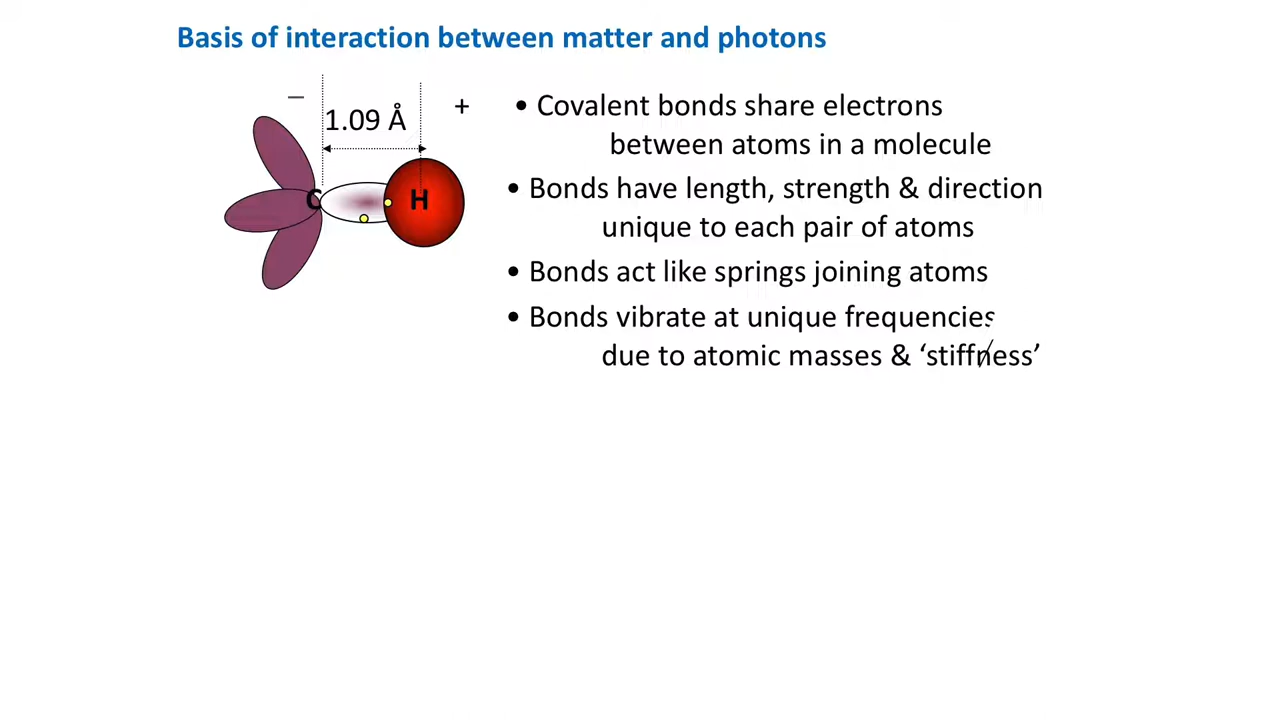 Basis of interaction between matter and photons
– 1.09 Å +
C H
• Covalent bonds share electrons
between atoms in a molecule
• Bonds have length, strength & direction
unique to each pair of atoms
• Bonds act like springs joining atoms
• Bonds vibrate at unique frequencies
due to atomic masses & ‘stiffness’